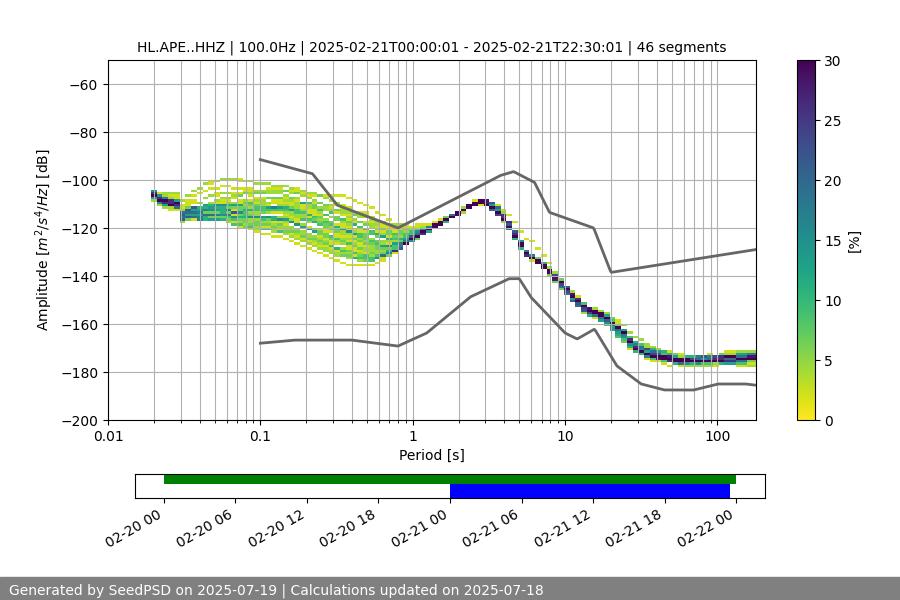 HL.APE..HHZ | 100.0Hz | 2025-02-21T00:00:01 - 2025-02-21T22:30:01 | 46 segments
Amplitude [m²/s⁴/Hz] [dB]
−60
−80
−100
−120
−140
−160
−180
−200
0.01 0.1 1 10 100
Period [s]
30
25
20
15
10
5
0
[%]
02-20 00 02-20 06 02-20 12 02-20 18 02-21 00 02-21 06 02-21 12 02-21 18 02-22 00
Generated by SeedPSD on 2025-07-19 | Calculations updated on 2025-07-18